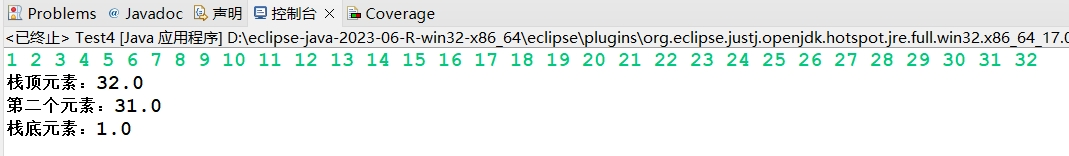 Problems Javadoc 声明 控制台 Coverage
<已终止> Test4 [Java 应用程序] D:\eclipse-java-2023-06-R-win32-x86_64\eclipse\plugins\org.eclipse.justj.openjdk.hotspot.jre.full.win32.x86_64_17.0
1 2 3 4 5 6 7 8 9 10 11 12 13 14 15 16 17 18 19 20 21 22 23 24 25 26 27 28 29 30 31 32
栈顶元素：32.0
第二个元素：31.0
栈底元素：1.0